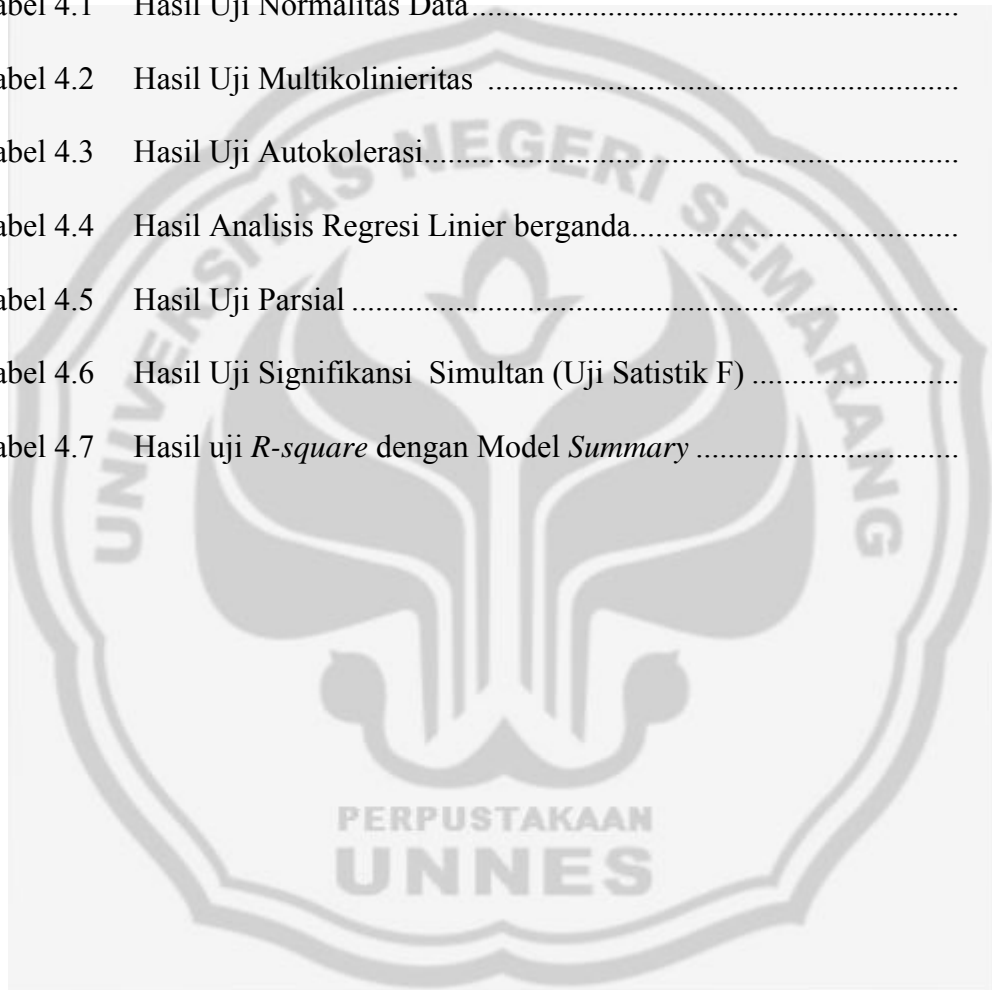 abel 4.1 Hasil Uji Normalitas Data
abel 4.2 Hasil Uji Multikolinieritas
abel 4.3 Hasil Uji Autokolerasi
abel 4.4 Hasil Analisis Regresi Linier berganda
abel 4.5 Hasil Uji Parsial
abel 4.6 Hasil Uji Signifikansi Simultan (Uji Satistik F)
abel 4.7 Hasil uji R-square dengan Model Summary
UNIVERSITAS NEGERI SEMARANG
PERPUSTAKAAN
UNNES